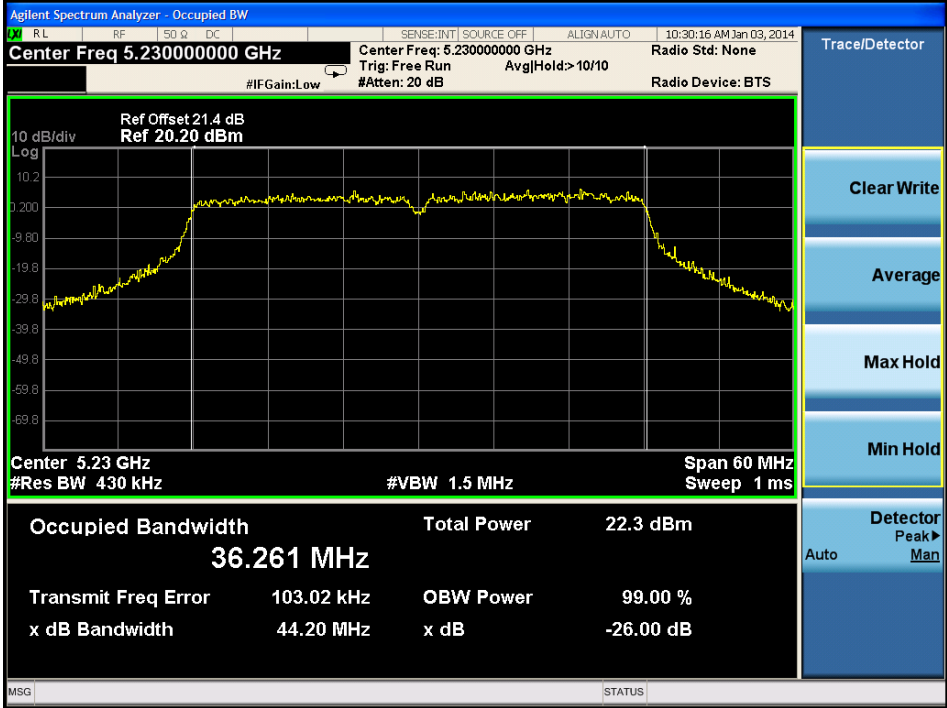 Agilent Spectrum Analyzer - Occupied BW
LXI RL RF 50 Ω DC SENSE:INT SOURCE OFF ALIGN AUTO 10:30:16 AM Jan 03, 2014
Center Freq 5.230000000 GHz
Center Freq: 5.230000000 GHz
Radio Std: None
Trig: Free Run Avg|Hold:>10/10
#IFGain:Low
#Atten: 20 dB
Radio Device: BTS
Trace/Detector
Ref Offset 21.4 dB
10 dB/div Ref 20.20 dBm
Log
10.2
0.200
-9.80
-19.8
-29.8
-39.8
-49.8
-59.8
-69.8
Center 5.23 GHz Span 60 MHz
#Res BW 430 kHz #VBW 1.5 MHz Sweep 1 ms
Occupied Bandwidth
36.261 MHz
Total Power 22.3 dBm
Transmit Freq Error 103.02 kHz OBW Power 99.00 %
x dB Bandwidth 44.20 MHz x dB -26.00 dB
Clear Write
Average
Max Hold
Min Hold
Detector
Peak▶
Auto Man
MSG STATUS